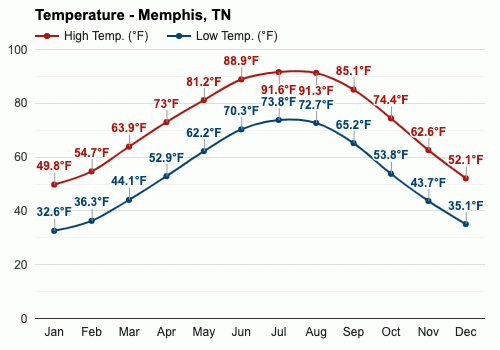 Temperature - Memphis, TN
High Temp. (°F) Low Temp. (°F)
100
88.9°F
85.1°F
81.2°F
91.6°F 91.3°F
80
73°F
74.4°F
70.3°F 73.8°F 72.7°F
63.9°F
62.2°F
65.2°F
62.6°F
60
54.7°F
52.9°F
53.8°F
49.8°F
52.1°F
44.1°F
43.7°F
40
36.3°F
35.1°F
32.6°F
20
0
Jan Feb Mar Apr May Jun Jul Aug Sep Oct Nov Dec